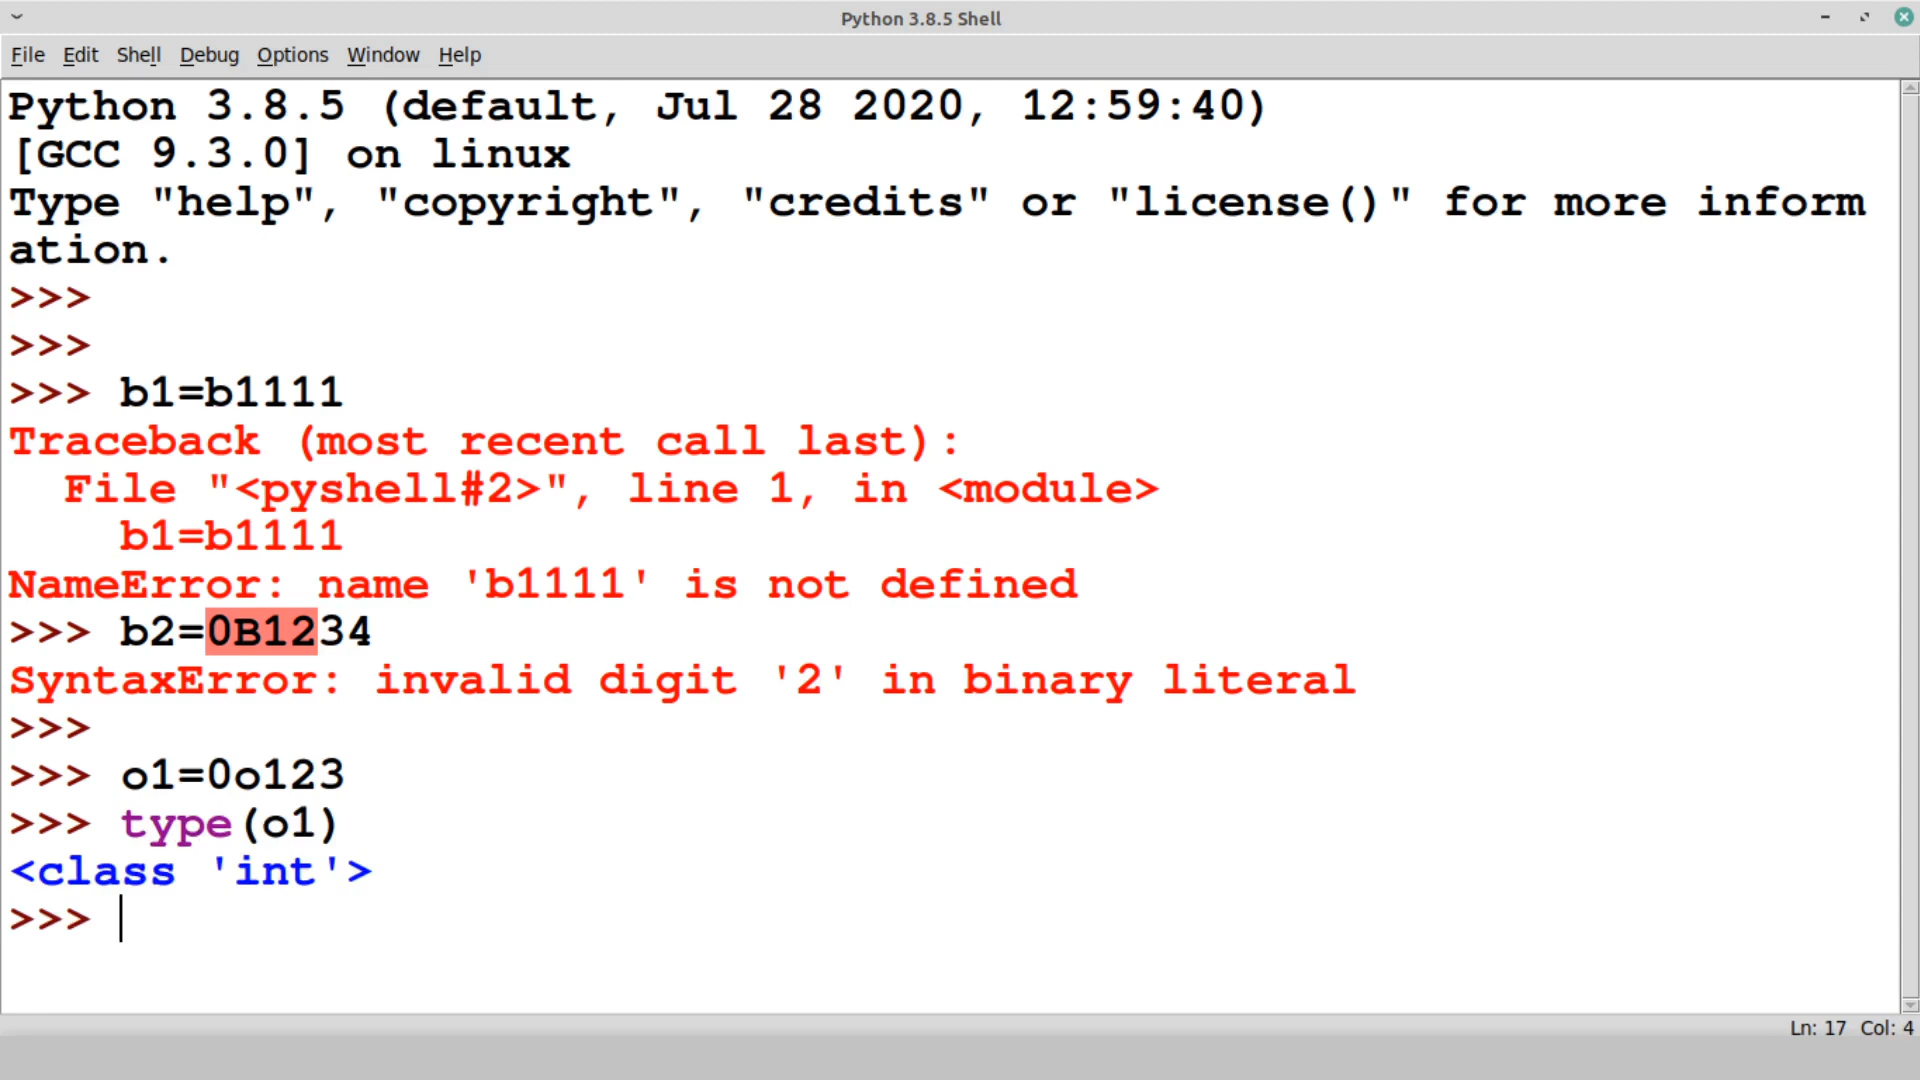 Python 3.8.5 Shell
File Edit Shell Debug Options Window Help
Python 3.8.5 (default, Jul 28 2020, 12:59:40)
[GCC 9.3.0] on linux
Type "help", "copyright", "credits" or "license()" for more inform
ation.
>>>
>>>
>>> b1=b1111
Traceback (most recent call last):
  File "<pyshell#2>", line 1, in <module>
    b1=b1111
NameError: name 'b1111' is not defined
>>> b2=0B1234
SyntaxError: invalid digit '2' in binary literal
>>>
>>> o1=0o123
>>> type(o1)
<class 'int'>
>>>
Ln: 17 Col: 4